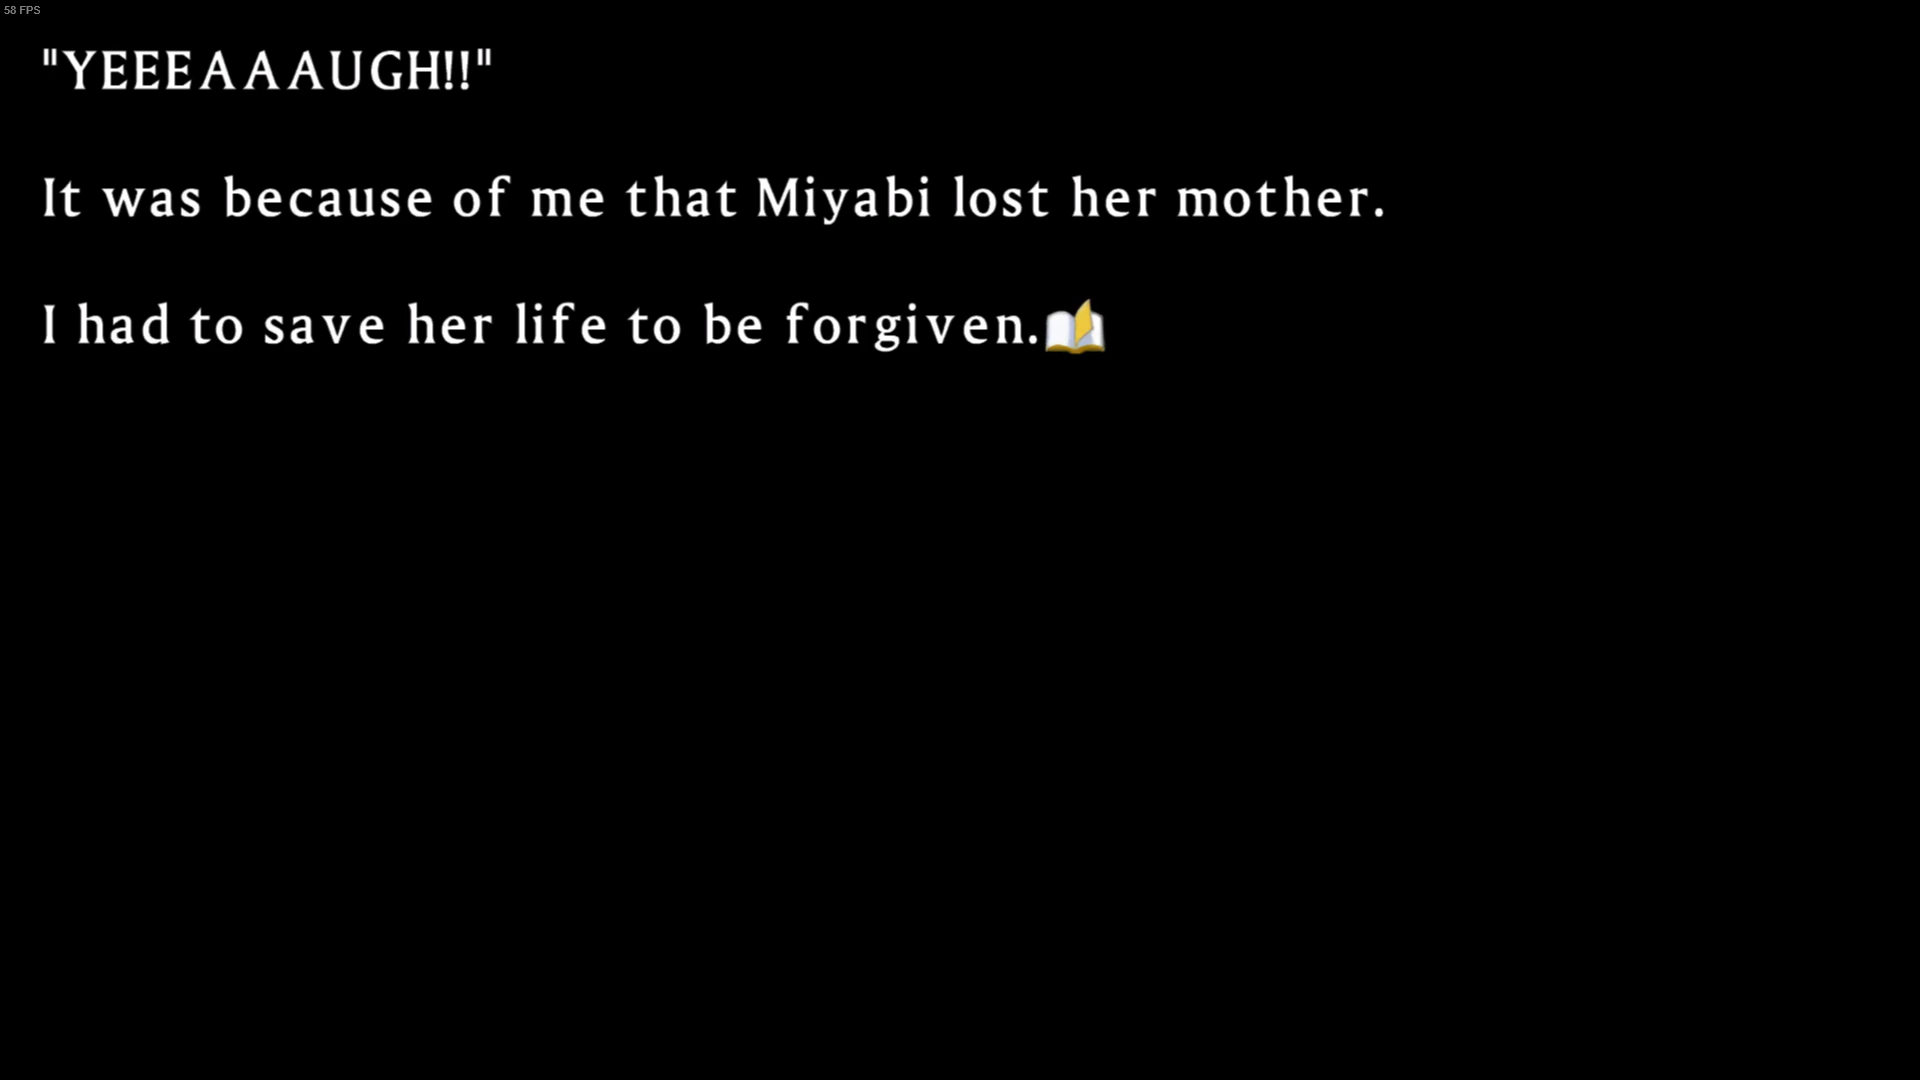 58 FPS
"YEEEAAAUGH!!"
It was because of me that Miyabi lost her mother.
I had to save her life to be forgiven.